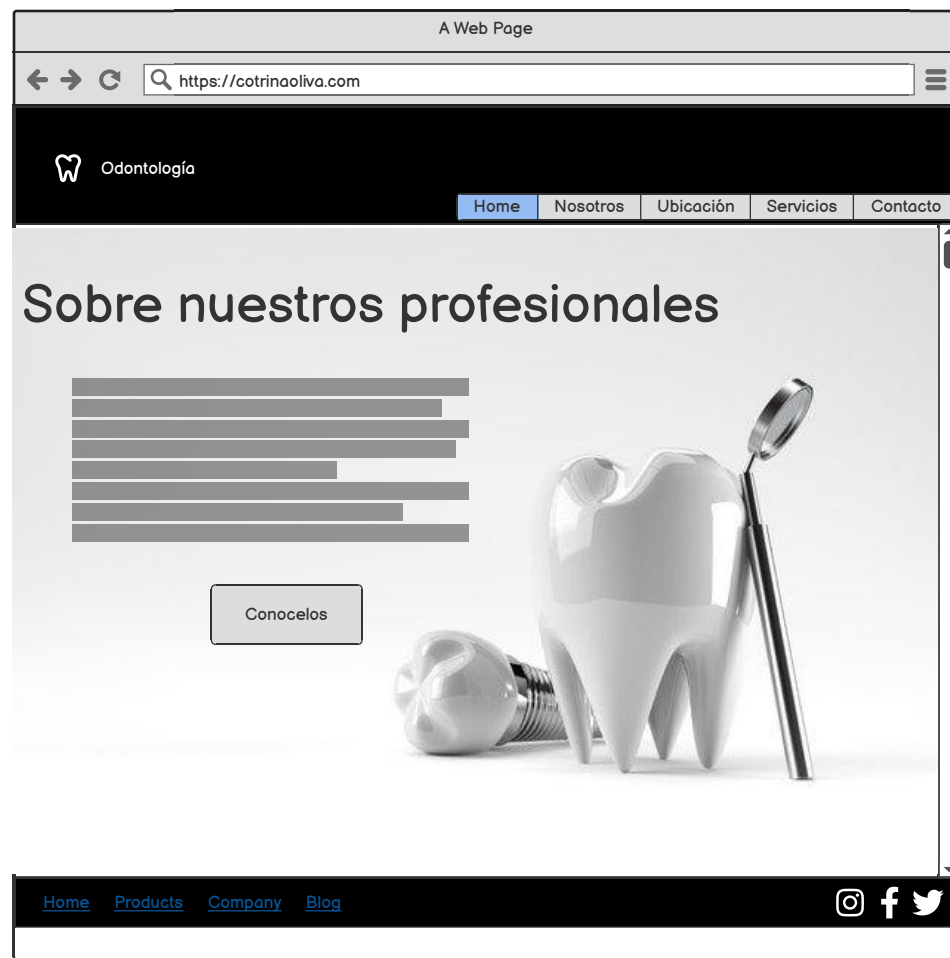 A Web Page
https://cotrinaoliva.com
Odontología
Home Nosotros Ubicación Servicios Contacto
Sobre nuestros profesionales
Conocelos
Home Products Company Blog